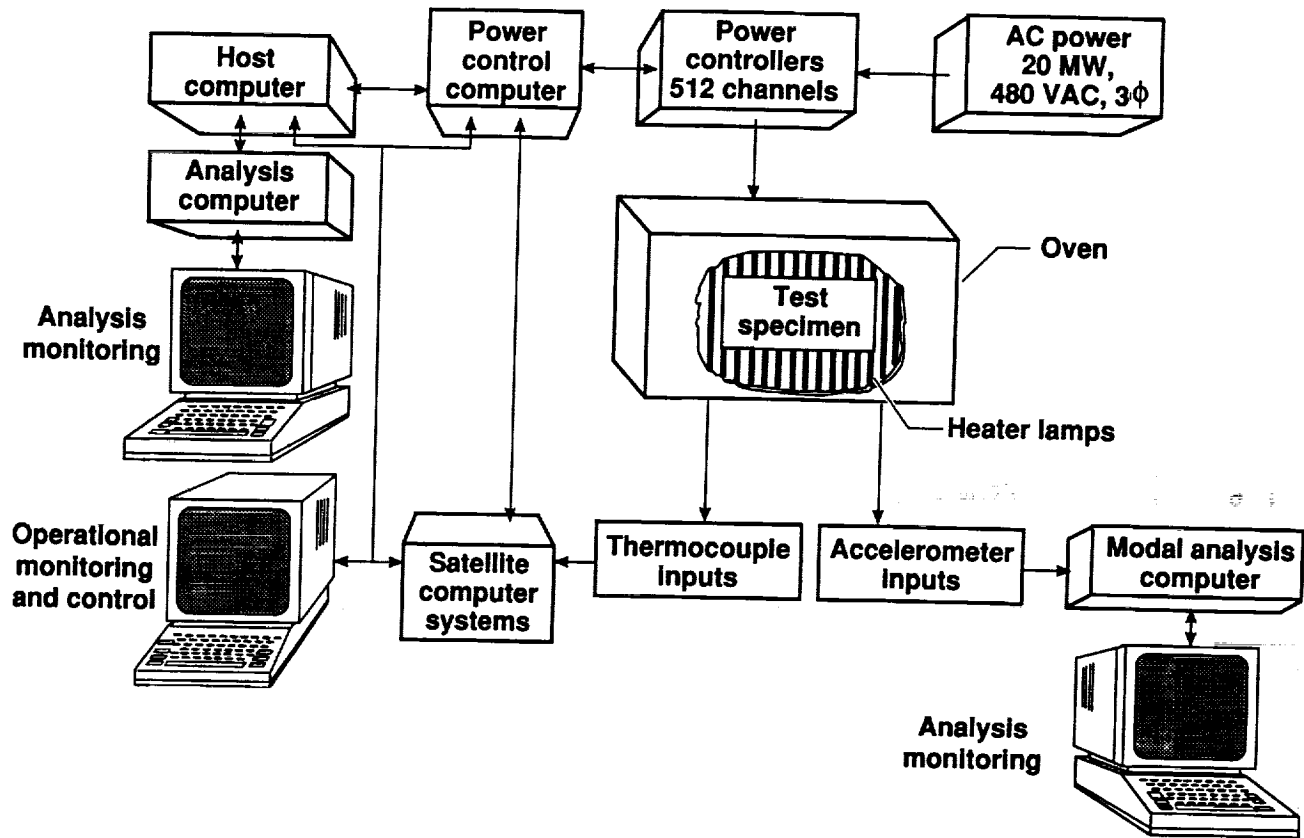 Host
computer
Power
control
computer
Power
controllers
512 channels
AC power
20 MW,
480 VAC, 3ϕ
Analysis
computer
Oven
Test
specimen
Analysis
monitoring
Heater lamps
Operational
monitoring
and control
Satellite
computer
systems
Thermocouple
inputs
Accelerometer
inputs
Modal analysis
computer
Analysis
monitoring